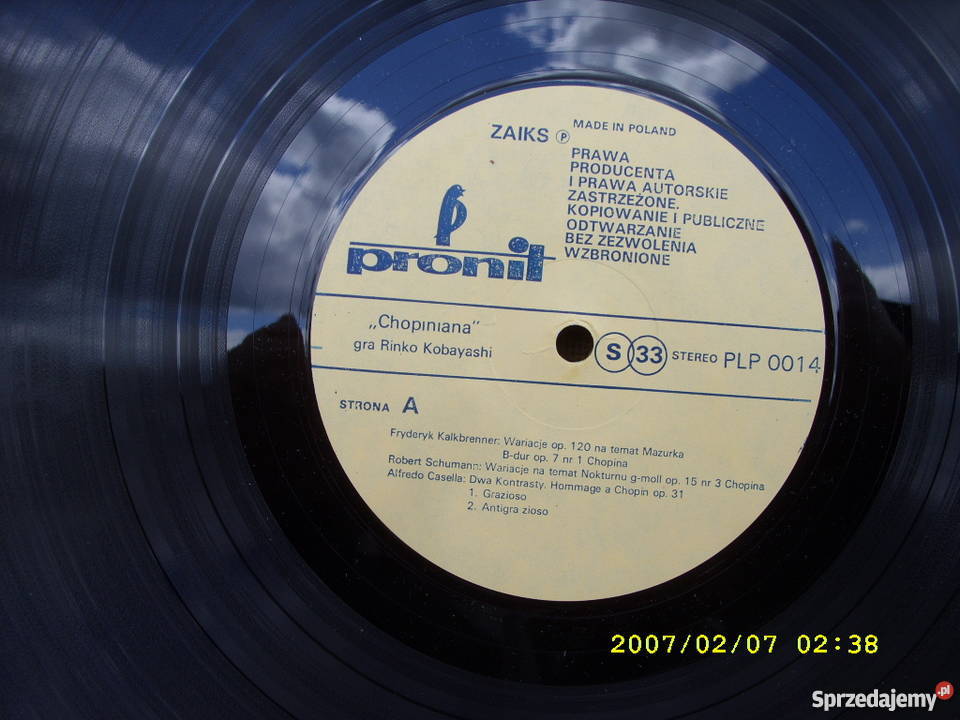 ZAIKS Ⓟ
MADE IN POLAND
PRAWA
PRODUCENTA
I PRAWA AUTORSKIE
ZASTRZEŻONE.
KOPIOWANIE I PUBLICZNE
ODTWARZANIE
BEZ ZEZWOLENIA
WZBRONIONE
pronit
„Chopiniana”
gra Rinko Kobayashi
S 33 STEREO PLP 0014
STRONA A
Fryderyk Kalkbrenner: Wariacje op. 120 na temat Mazurka
B-dur op. 7 nr 1 Chopina
Robert Schumann: Wariacje na temat Nokturnu g-moll op. 15 nr 3 Chopina
Alfredo Casella: Dwa Kontrasty. Hommage a Chopin op. 31
1. Grazioso
2. Antigra zioso
2007/02/07 02:38
Sprzedajemy.pl